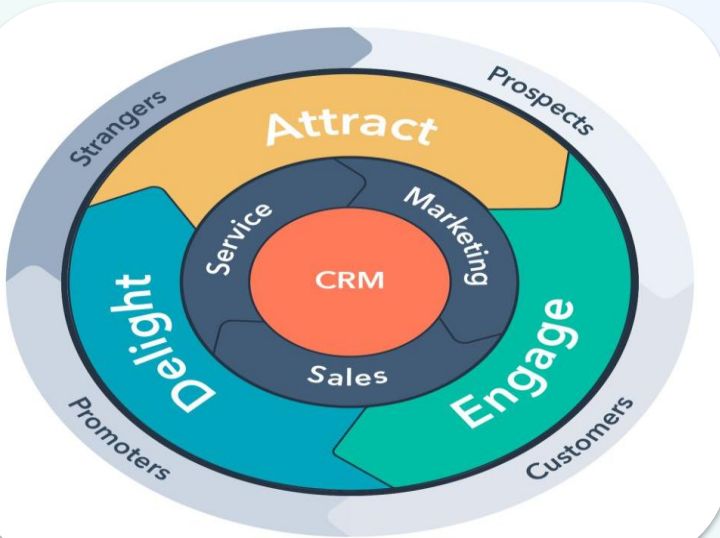 Strangers
Prospects
Attract
Service
Marketing
CRM
Delight
Engage
Sales
Promoters
Customers